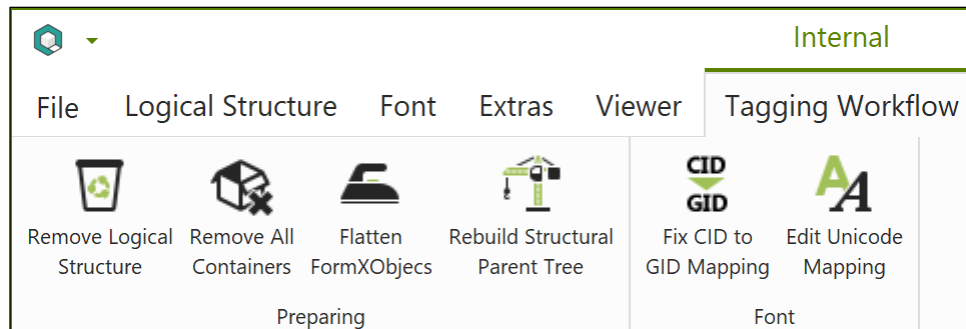 Internal
File Logical Structure Font Extras Viewer Tagging Workflow
CID
GID
Remove Logical Remove All Flatten Rebuild Structural Fix CID to Edit Unicode
Structure Containers FormXObjecs Parent Tree GID Mapping Mapping
Preparing Font